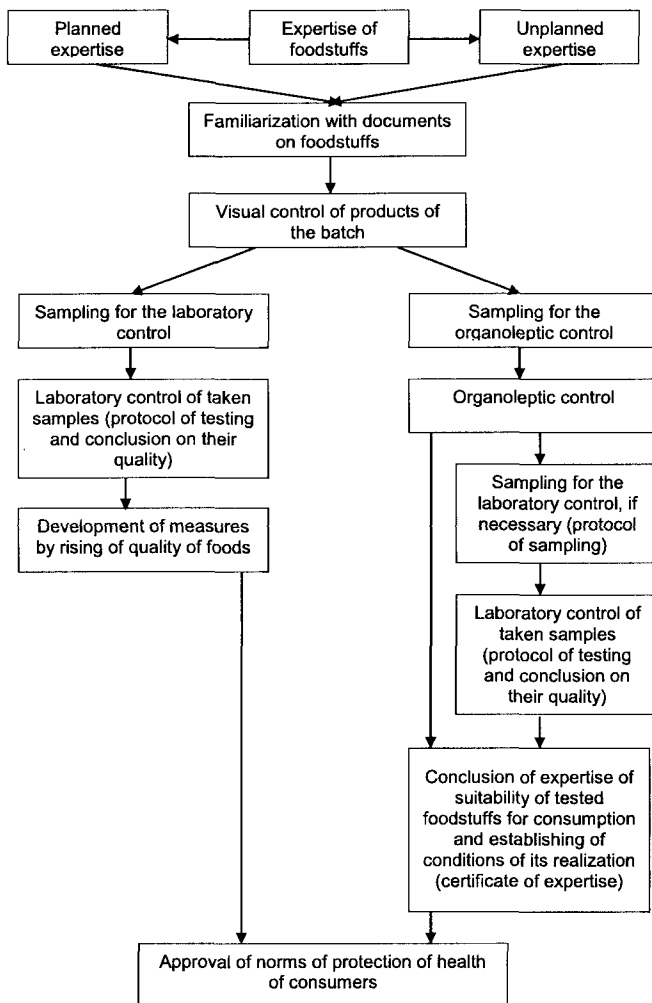 Planned
expertise
Expertise of
foodstuffs
Unplanned
expertise
Familiarization with documents
on foodstuffs
Visual control of products of
the batch
Sampling for the laboratory
control
Sampling for the
organoleptic control
Laboratory control of taken
samples (protocol of testing
and conclusion on their
quality)
Organoleptic control
Sampling for the
laboratory control, if
necessary (protocol
of sampling)
Development of measures
by rising of quality of foods
Laboratory control of
taken samples
(protocol of testing
and conclusion on
their quality)
Conclusion of expertise of
suitability of tested
foodstuffs for consumption
and establishing of
conditions of its realization
(certificate of expertise)
Approval of norms of protection of health
of consumers